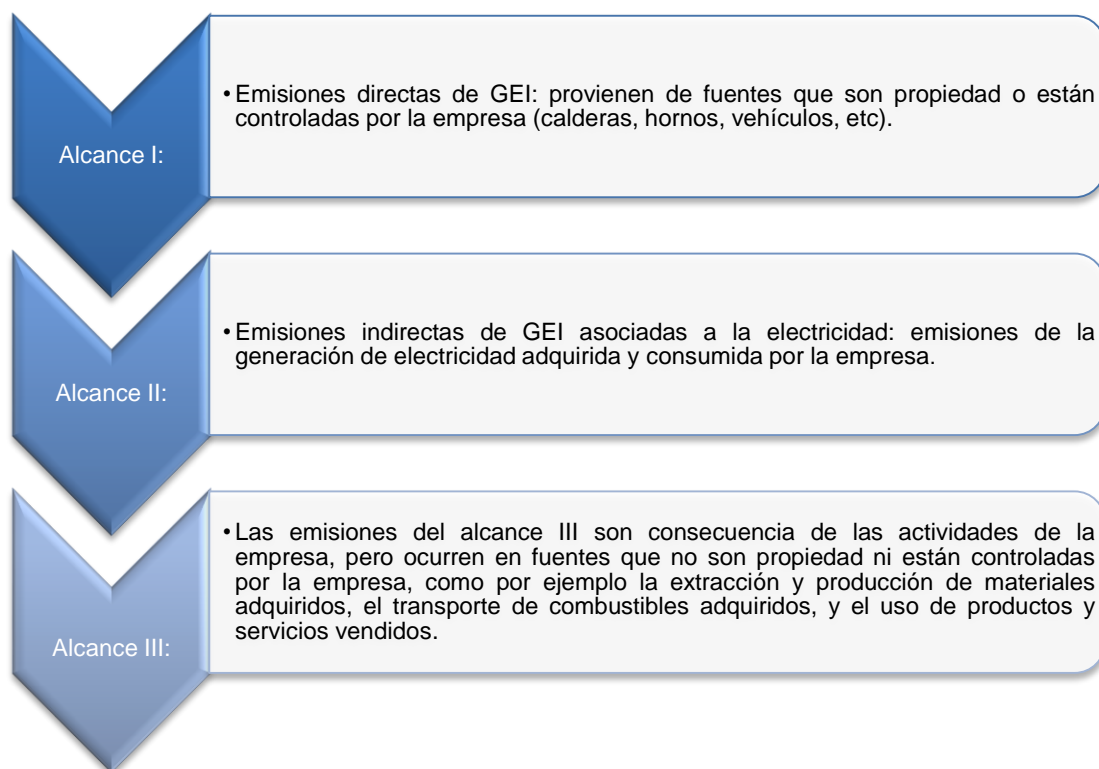 Alcance I:
• Emisiones directas de GEI: provienen de fuentes que son propiedad o están
controladas por la empresa (calderas, hornos, vehículos, etc).
Alcance II:
• Emisiones indirectas de GEI asociadas a la electricidad: emisiones de la
generación de electricidad adquirida y consumida por la empresa.
Alcance III:
• Las emisiones del alcance III son consecuencia de las actividades de la
empresa, pero ocurren en fuentes que no son propiedad ni están controladas
por la empresa, como por ejemplo la extracción y producción de materiales
adquiridos, el transporte de combustibles adquiridos, y el uso de productos y
servicios vendidos.